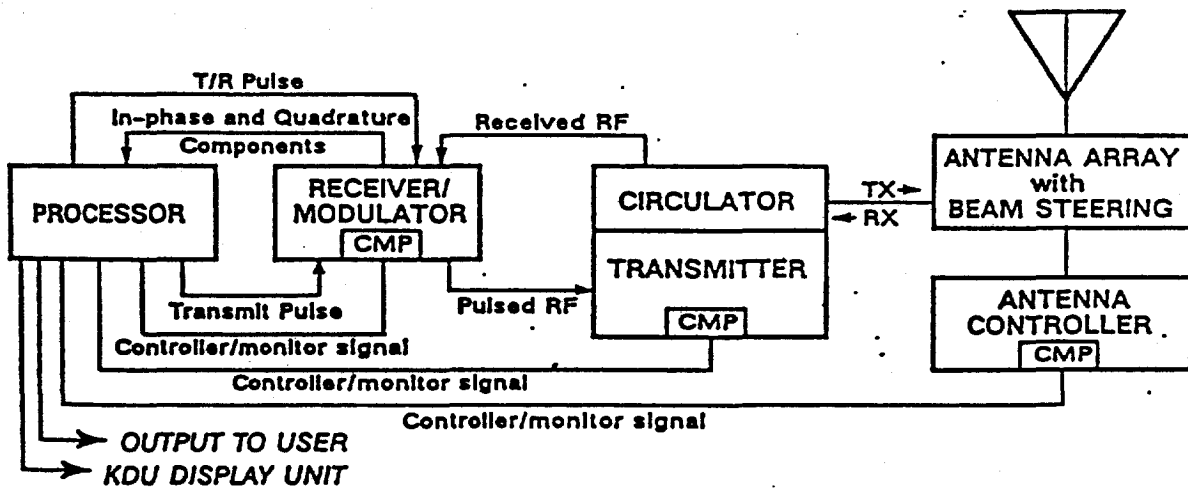 T/R Pulse
In-phase and Quadrature
Components
Received RF
PROCESSOR
RECEIVER/
MODULATOR
CMP
CIRCULATOR
TRANSMITTER
CMP
TX
RX
ANTENNA ARRAY
with
BEAM STEERING
ANTENNA
CONTROLLER
CMP
Transmit Pulse
Pulsed RF
Controller/monitor signal
Controller/monitor signal
Controller/monitor signal
OUTPUT TO USER
KDU DISPLAY UNIT